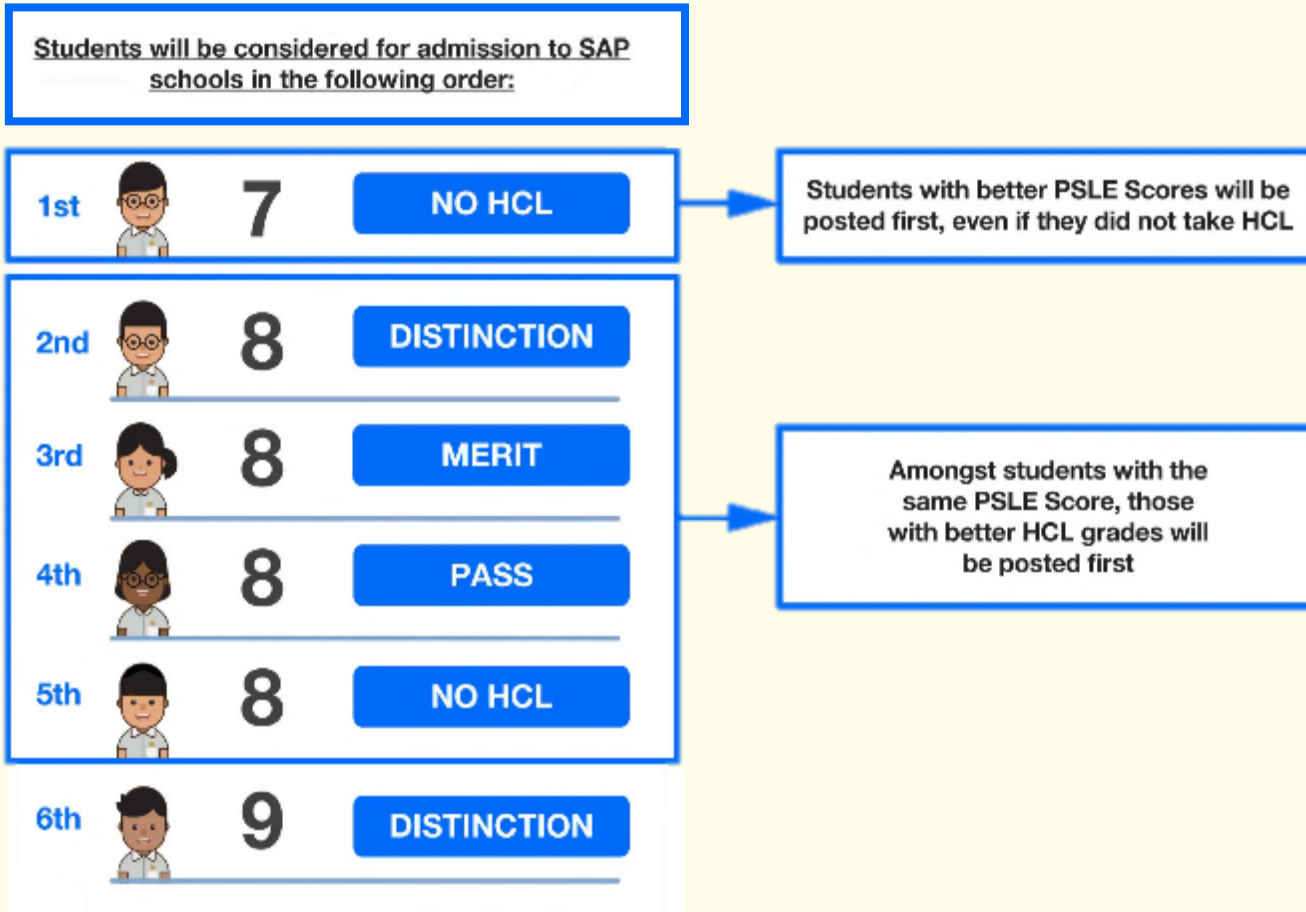 Students will be considered for admission to SAP
schools in the following order:
1st 7 NO HCL
Students with better PSLE Scores will be
posted first, even if they did not take HCL
2nd 8 DISTINCTION
3rd 8 MERIT
4th 8 PASS
5th 8 NO HCL
Amongst students with the
same PSLE Score, those
with better HCL grades will
be posted first
6th 9 DISTINCTION